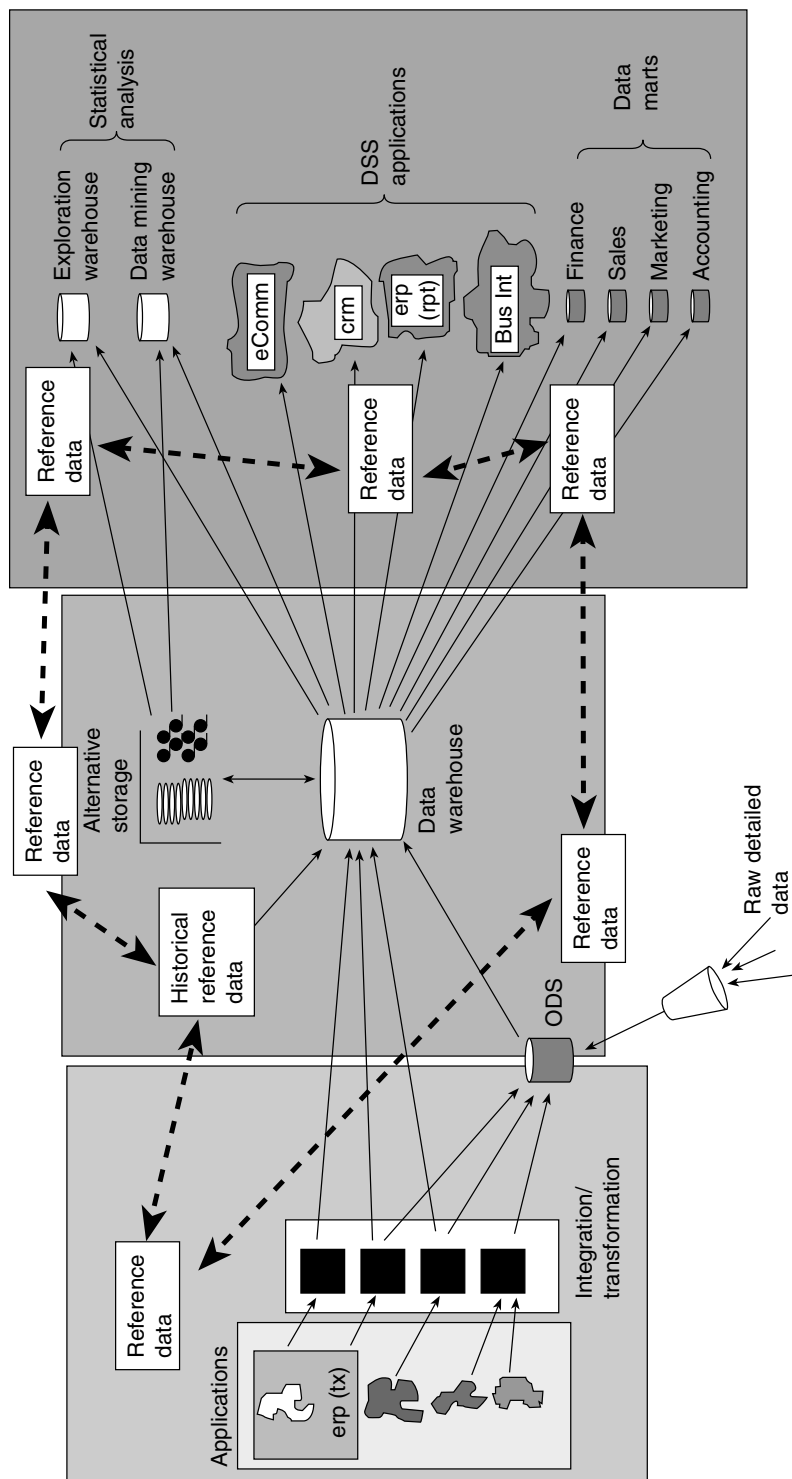 Applications
erp (tx)
Integration/
transformation
Reference
data
Historical
reference
data
Reference
data
Alternative
storage
Data
warehouse
Reference
data
ODS
Raw detailed
data
Reference
data
Exploration
warehouse
Data mining
warehouse
Statistical
analysis
Reference
data
eComm
crm
erp
(rpt)
Bus Int
DSS
applications
Reference
data
Finance
Sales
Marketing
Accounting
Data
marts